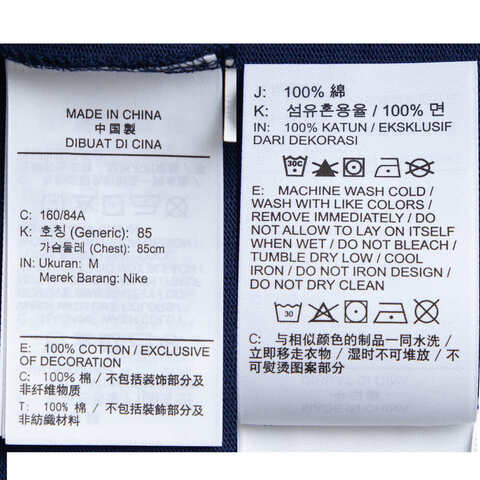 MADE IN CHINA
中国製
DIBUAT DI CINA
C: 160/84A
K: 호칭 (Generic): 85
가슴둘레 (Chest): 85cm
IN: Ukuran: M
Merek Barang: Nike
E: 100% COTTON / EXCLUSIVE
OF DECORATION
C: 100% 棉 / 不包括装饰部分及
非纤维物质
T: 100% 棉 / 不包括裝飾部分及
非紡織材料
J: 100% 綿
K: 섬유혼용율 / 100% 면
IN: 100% KATUN / EKSKLUSIF
DARI DEKORASI
30C
E: MACHINE WASH COLD /
WASH WITH LIKE COLORS /
REMOVE IMMEDIATELY / DO
NOT ALLOW TO LAY ON ITSELF
WHEN WET / DO NOT BLEACH /
TUMBLE DRY LOW / COOL
IRON / DO NOT IRON DESIGN /
DO NOT DRY CLEAN
30
C: 与相似颜色的制品一同水洗 /
立即移走衣物 / 湿时不可堆放 / 不
可熨烫图案部分